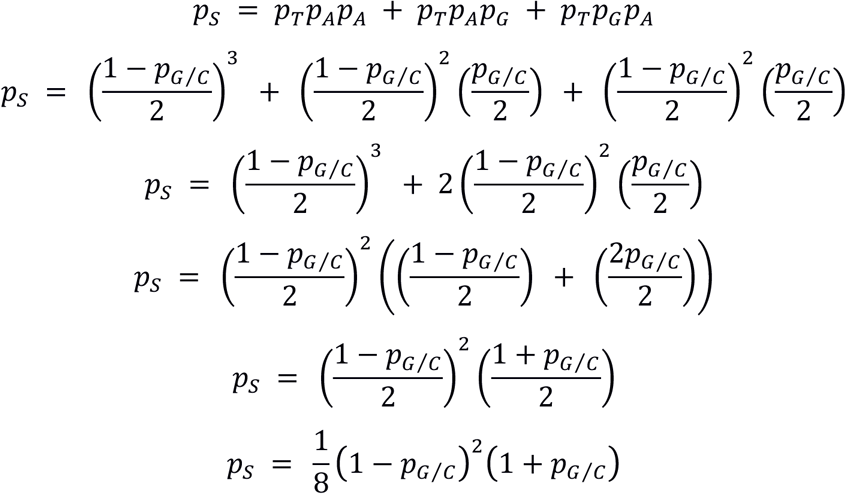 p_S = p_T p_A p_A + p_T p_A p_G + p_T p_G p_A
p_S = ((1 − p_{G/C})/2)^3 + ((1 − p_{G/C})/2)^2 (p_{G/C}/2) + ((1 − p_{G/C})/2)^2 (p_{G/C}/2)
p_S = ((1 − p_{G/C})/2)^3 + 2((1 − p_{G/C})/2)^2 (p_{G/C}/2)
p_S = ((1 − p_{G/C})/2)^2 (((1 − p_{G/C})/2) + (2p_{G/C}/2))
p_S = ((1 − p_{G/C})/2)^2 ((1 + p_{G/C})/2)
p_S = 1/8 (1 − p_{G/C})^2 (1 + p_{G/C})